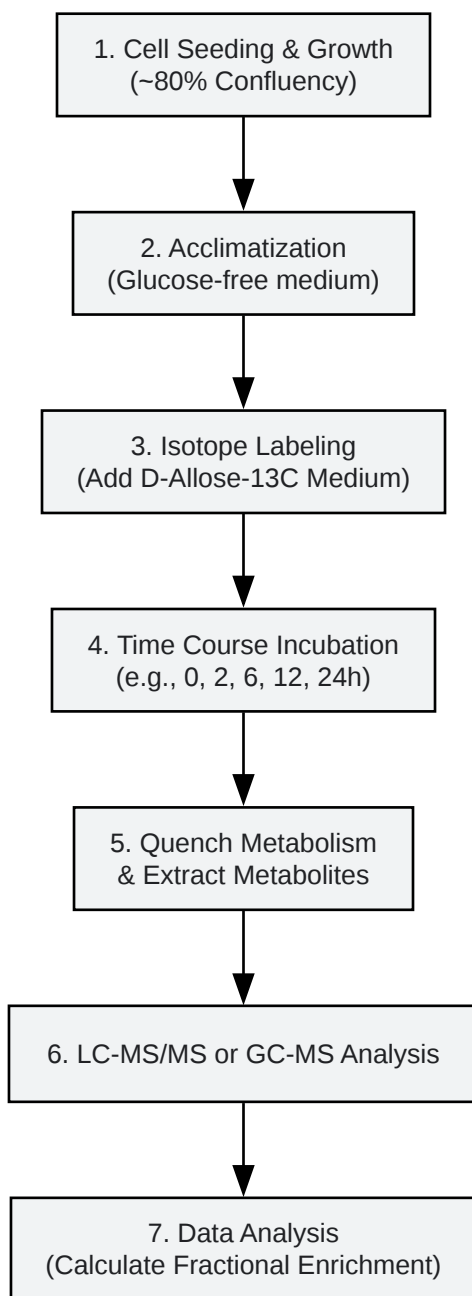 1. Cell Seeding & Growth
(~80% Confluency)
2. Acclimatization
(Glucose-free medium)
3. Isotope Labeling
(Add D-Allose-13C Medium)
4. Time Course Incubation
(e.g., 0, 2, 6, 12, 24h)
5. Quench Metabolism
& Extract Metabolites
6. LC-MS/MS or GC-MS Analysis
7. Data Analysis
(Calculate Fractional Enrichment)